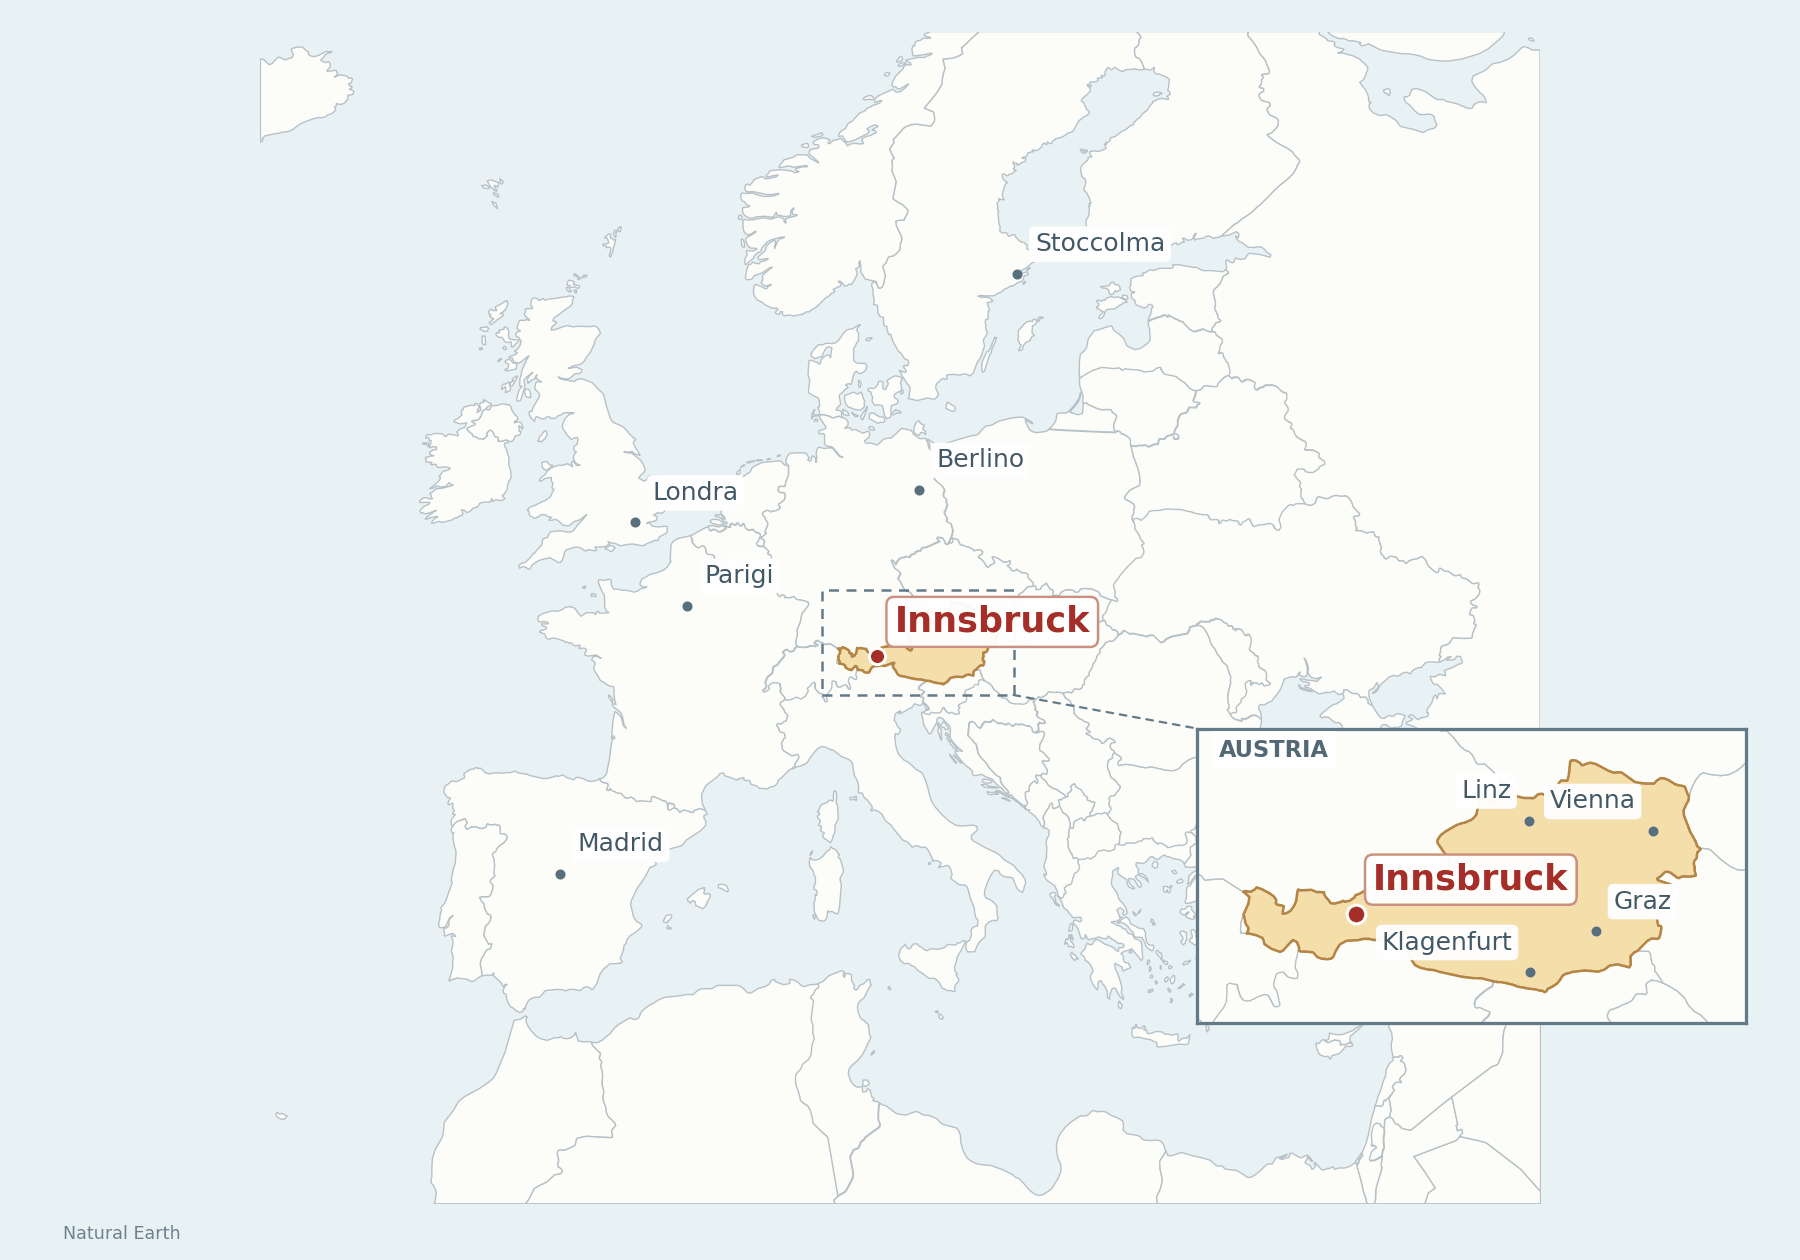 Stoccolma
Berlino
Londra
Parigi
Innsbruck
Madrid
AUSTRIA
Linz
Vienna
Innsbruck
Graz
Klagenfurt
Natural Earth